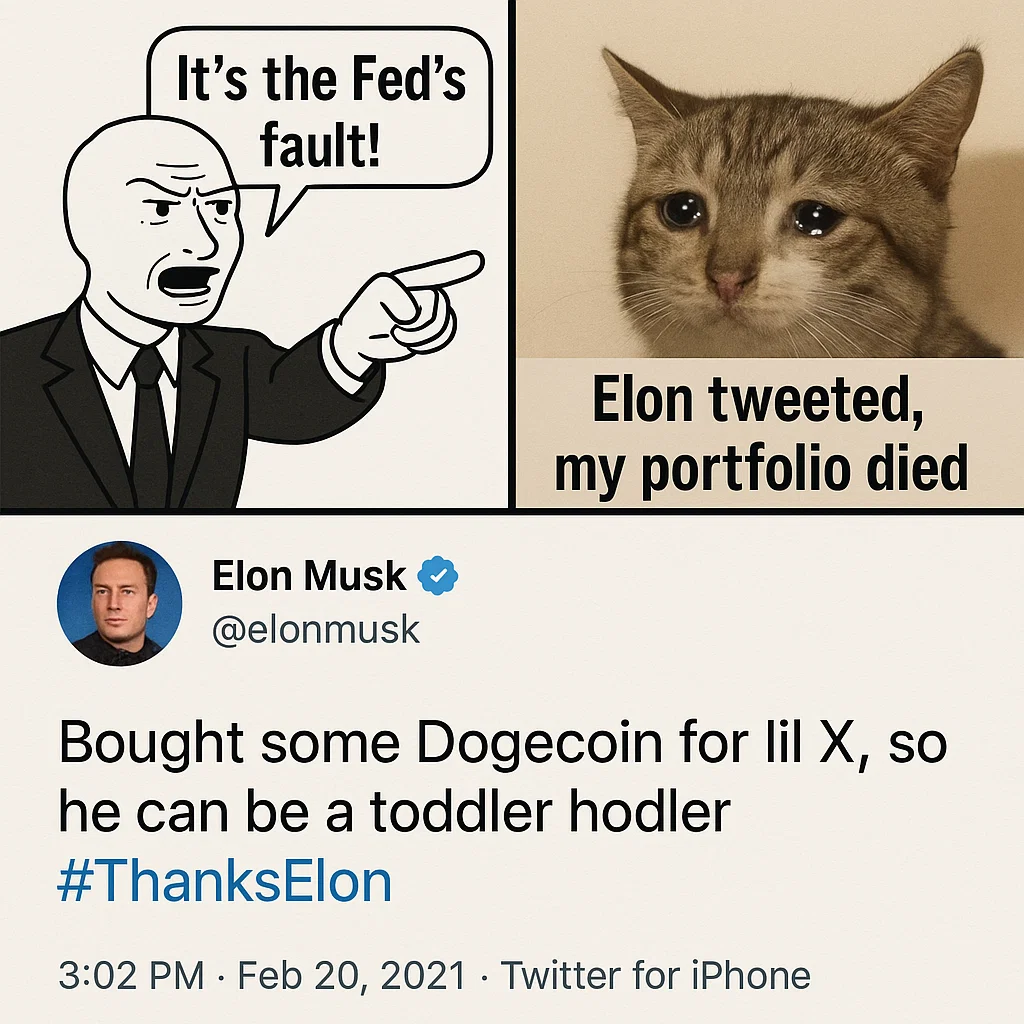 It's the Fed's
fault!
Elon tweeted,
my portfolio died
Elon Musk
@elonmusk
Bought some Dogecoin for lil X, so
he can be a toddler hodler
#ThanksElon
3:02 PM · Feb 20, 2021 · Twitter for iPhone